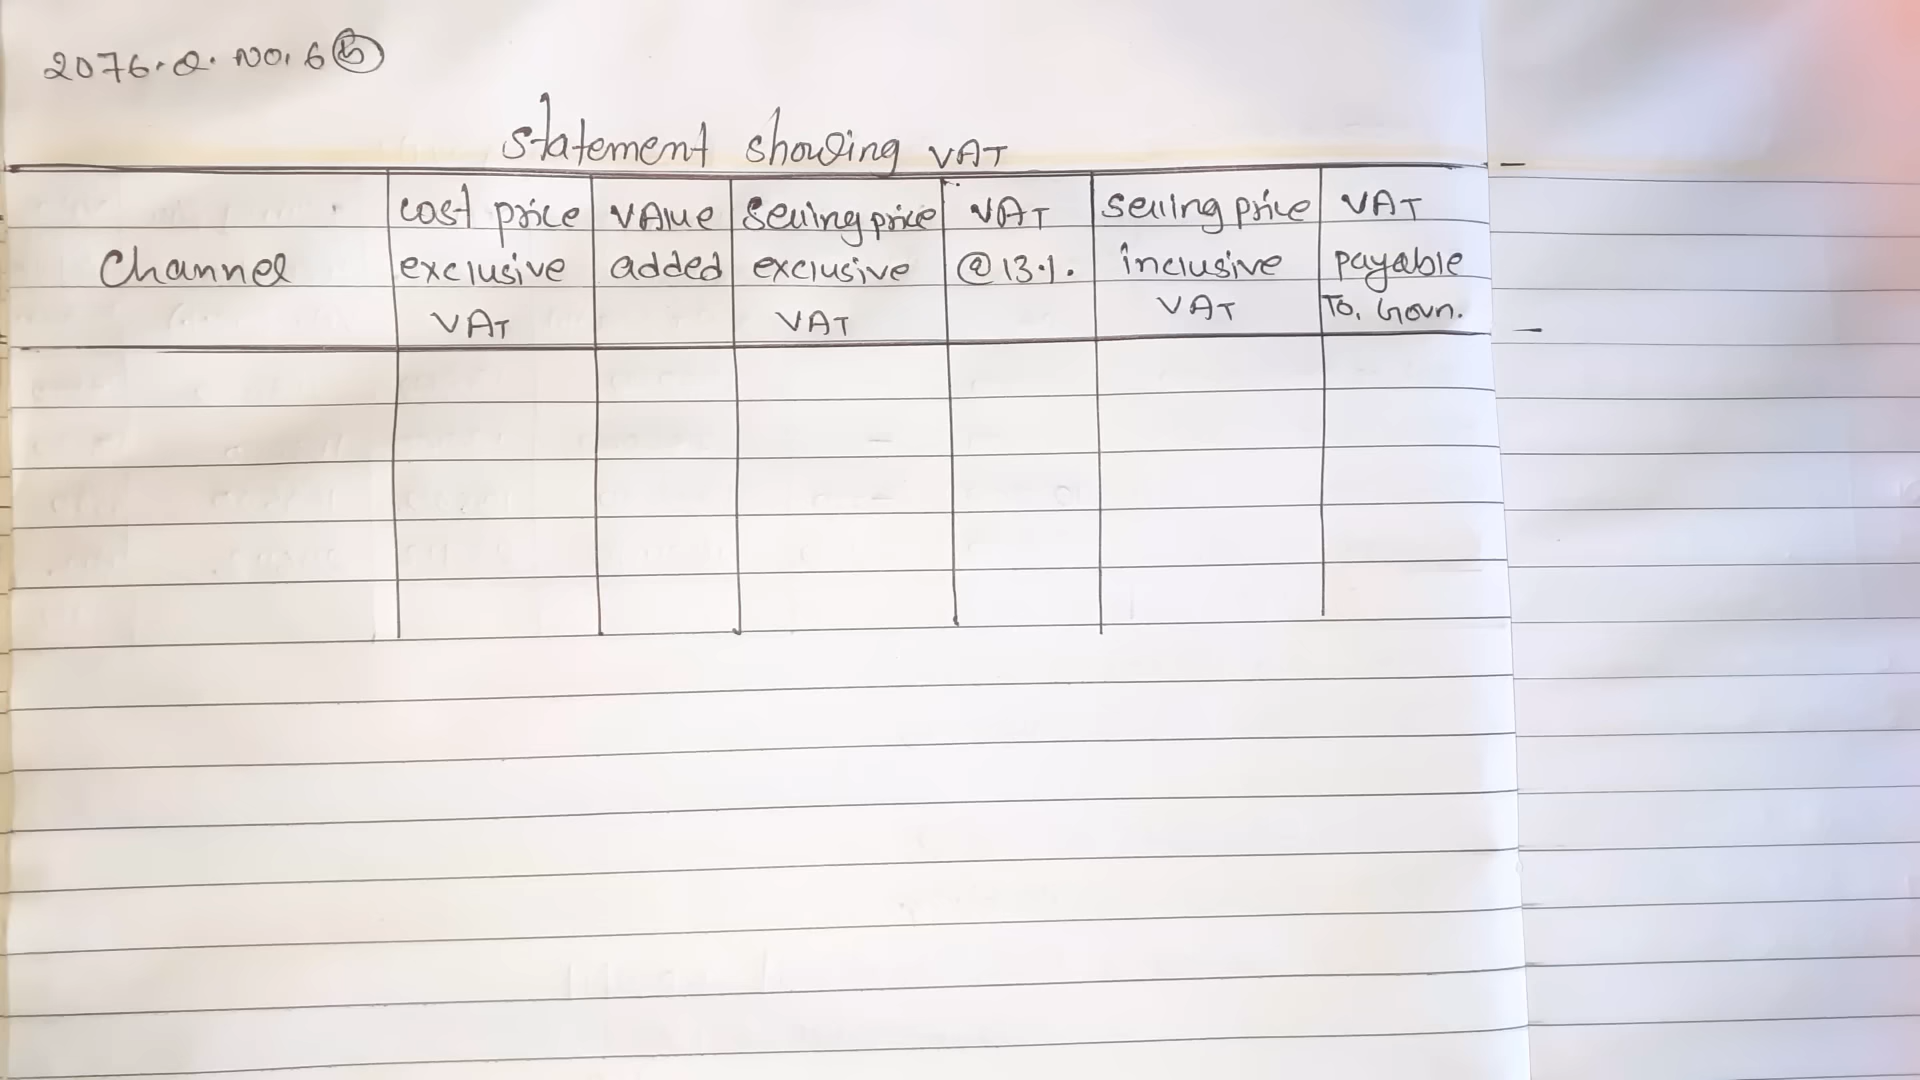 2076.Q. NO. 6 (b)
Statement showing VAT
Channel | cost price exclusive VAT | VAlue added | Selling price exclusive VAT | VAT @ 13%. | Selling price inclusive VAT | VAT payable To. Govn.